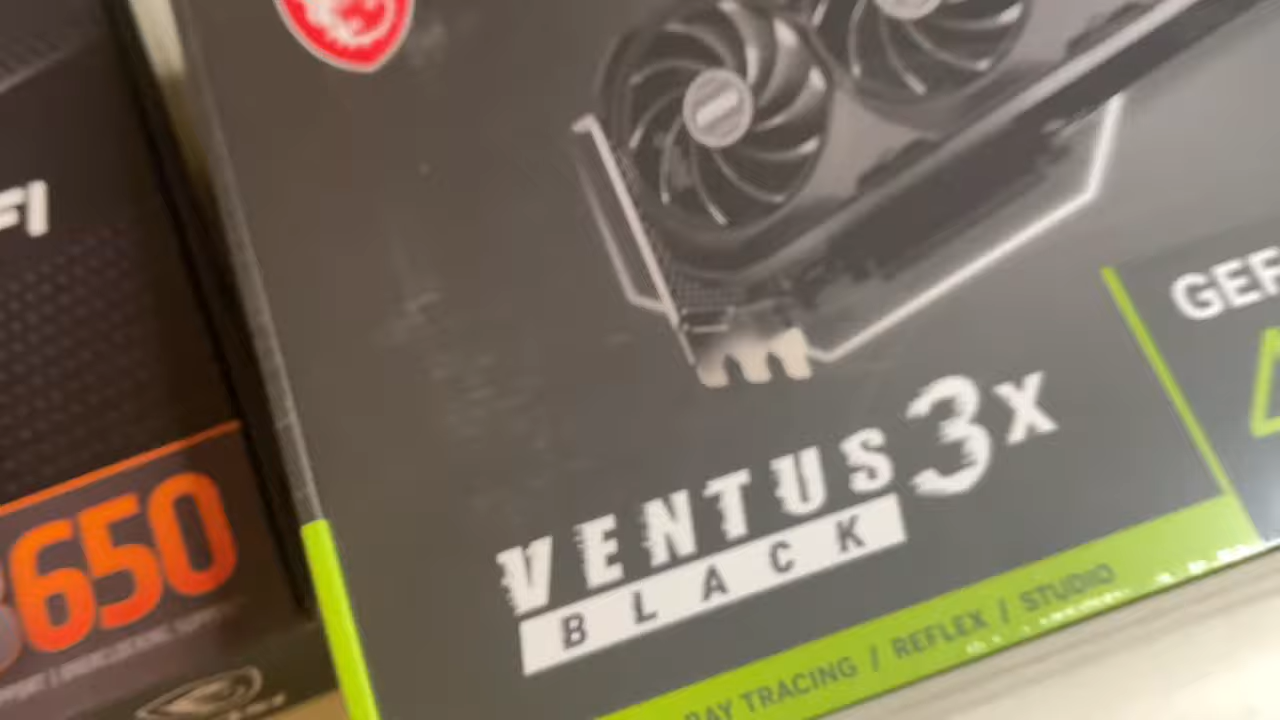 FI
650
VENTUS 3X
BLACK
GEF
RAY TRACING / REFLEX / STUDIO